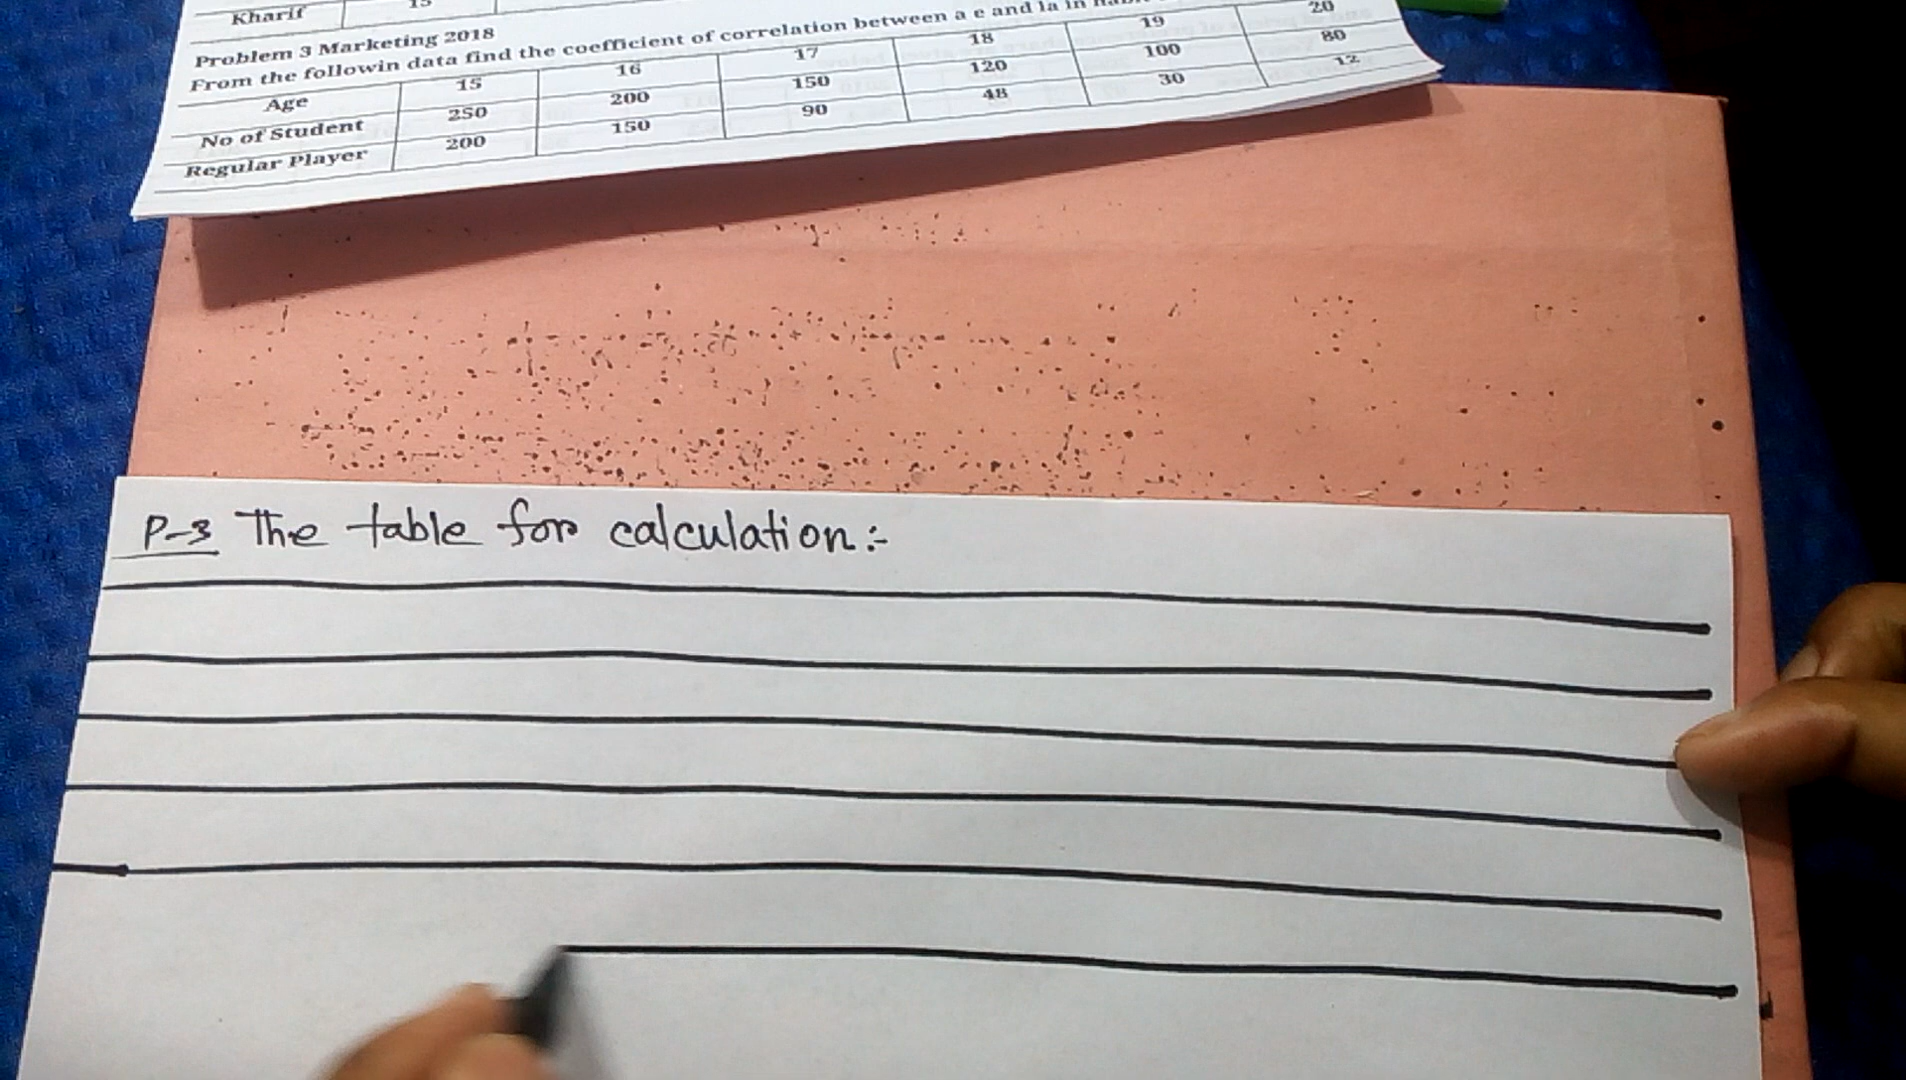 Kharif 15
Problem 3 Marketing 2018
From the followin data find the coefficient of correlation between a e and la in
Age 15 16 17 18 19 20
No of Student 250 200 150 120 100 80
Regular Player 200 150 90 48 30 12
P-3 The table for calculation:-